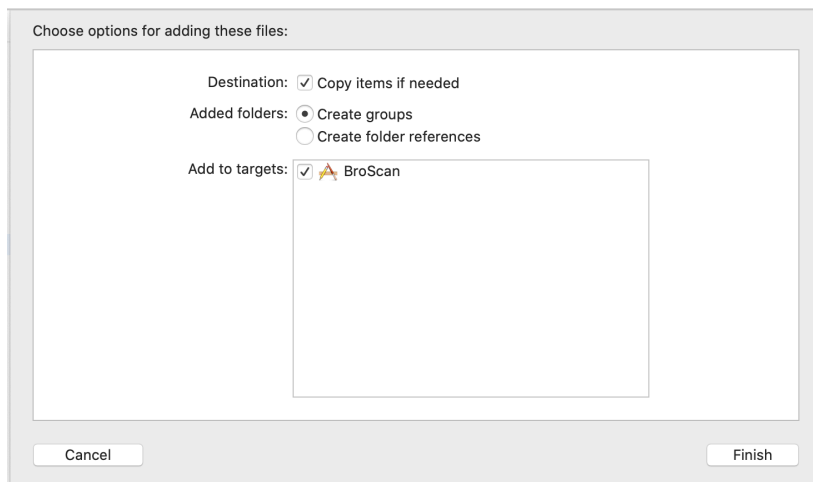 Choose options for adding these files:
Destination: Copy items if needed
Added folders: Create groups
Create folder references
Add to targets: BroScan
Cancel Finish